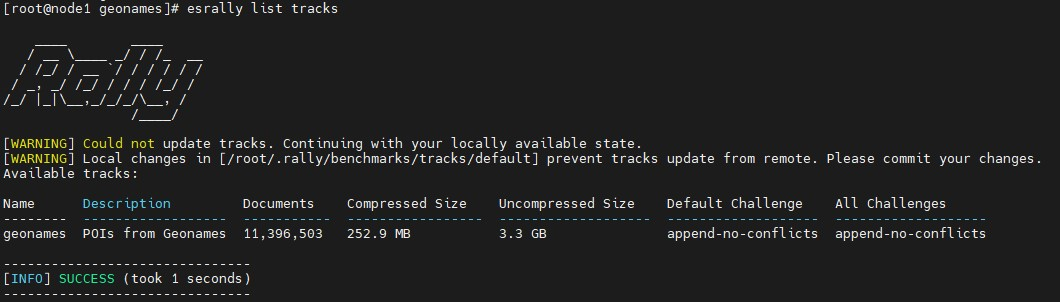 [root@node1 geonames]# esrally list tracks
    ____        ____
   / __ \____ _/ / /_  __
  / /_/ / __ `/ / / / / /
 / _, _/ /_/ / / / /_/ /
/_/ |_|\__,_/_/_/\__, /
                /____/
[WARNING] Could not update tracks. Continuing with your locally available state.
[WARNING] Local changes in [/root/.rally/benchmarks/tracks/default] prevent tracks update from remote. Please commit your changes.
Available tracks:
Name      Description          Documents    Compressed Size    Uncompressed Size    Default Challenge    All Challenges
--------  -------------------  -----------  -----------------  -------------------  -------------------  -------------------
geonames  POIs from Geonames   11,396,503   252.9 MB           3.3 GB               append-no-conflicts  append-no-conflicts
-------------------------------
[INFO] SUCCESS (took 1 seconds)
-------------------------------